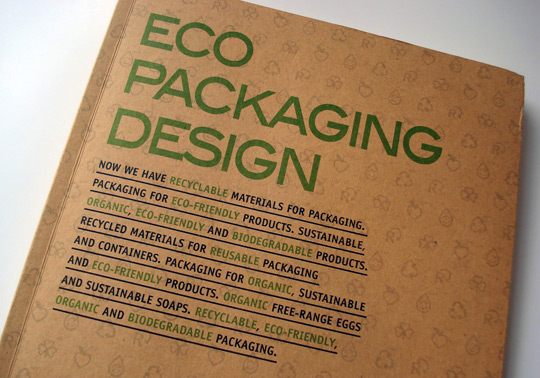 ECO
PACKAGING
DESIGN
NOW WE HAVE RECYCLABLE MATERIALS FOR PACKAGING.
PACKAGING FOR ECO-FRIENDLY PRODUCTS. SUSTAINABLE,
ORGANIC, ECO-FRIENDLY AND BIODEGRADABLE PRODUCTS.
RECYCLED MATERIALS FOR REUSABLE PACKAGING
AND CONTAINERS. PACKAGING FOR ORGANIC, SUSTAINABLE
AND ECO-FRIENDLY PRODUCTS. ORGANIC FREE-RANGE EGGS
AND SUSTAINABLE SOAPS. RECYCLABLE, ECO-FRIENDLY,
ORGANIC AND BIODEGRADABLE PACKAGING.